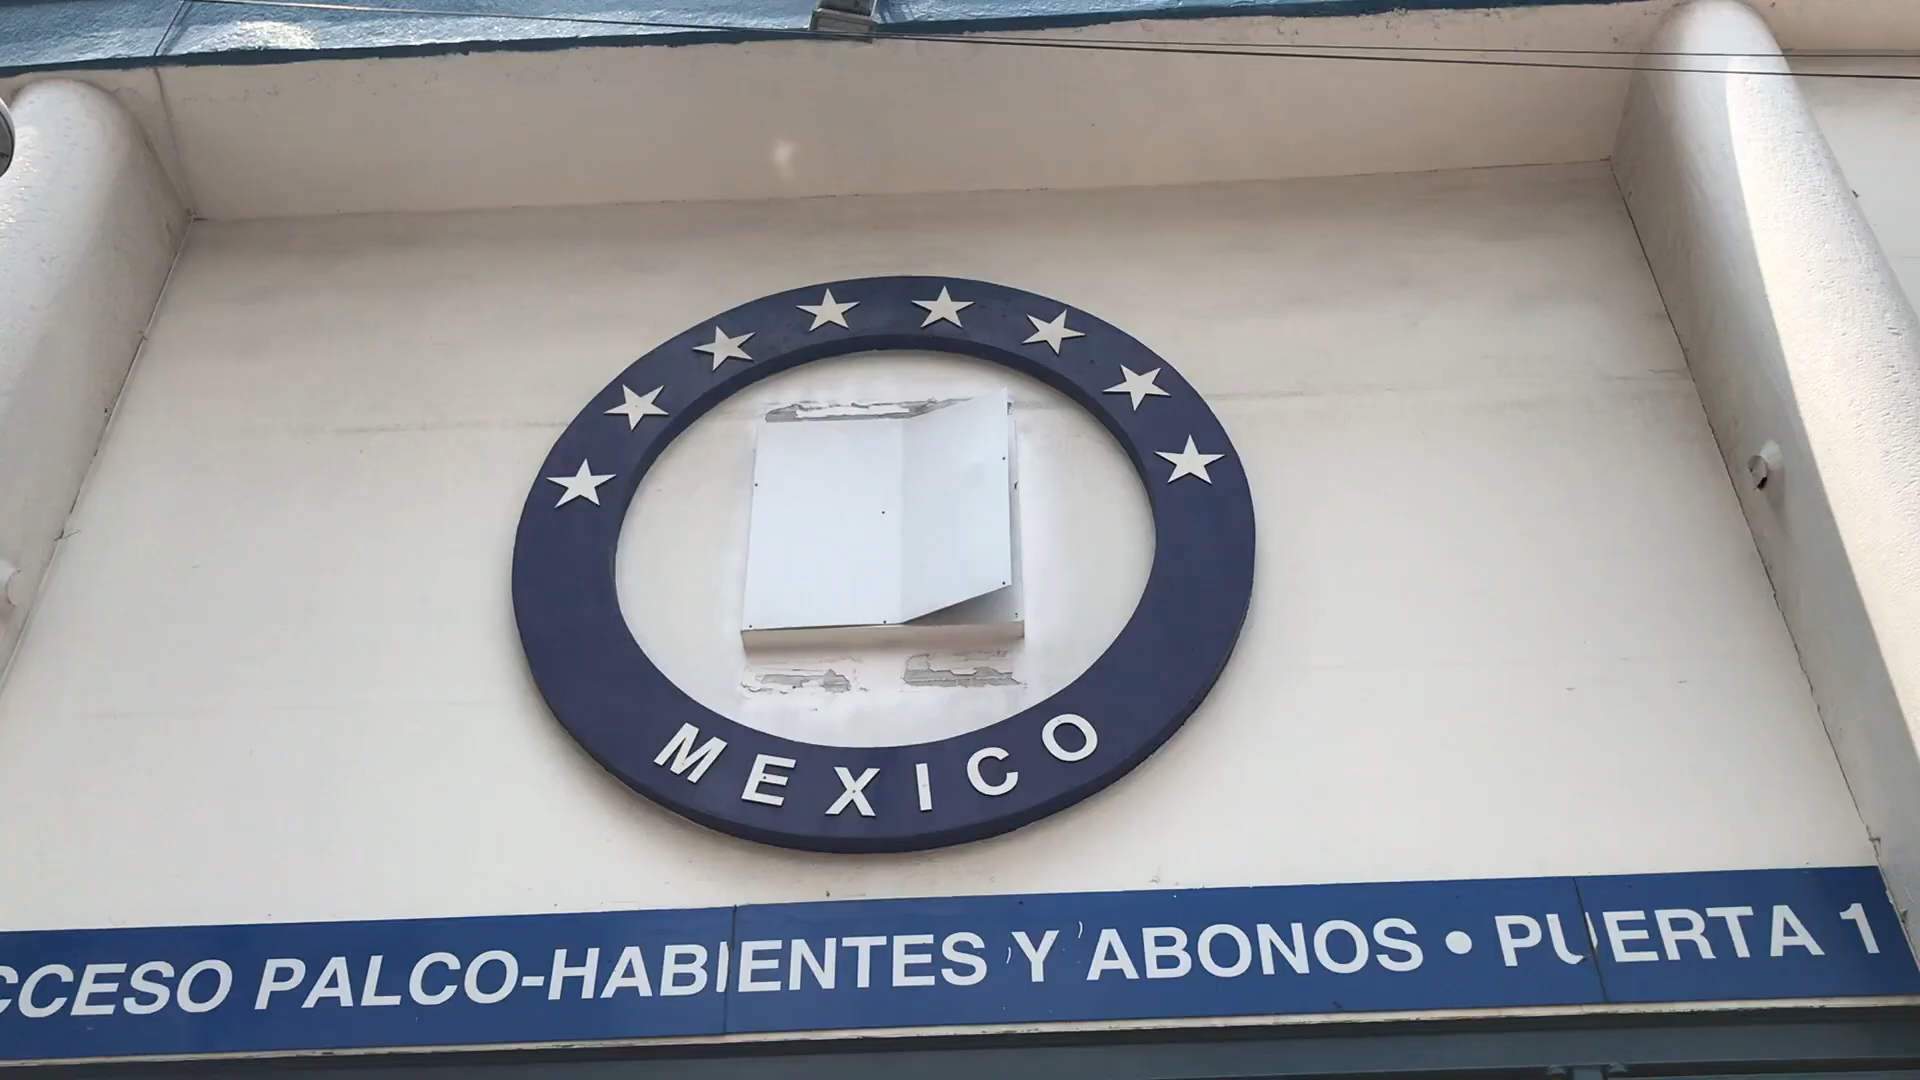 MEXICO
CCESO PALCO-HABIENTES Y ABONOS • PUERTA 1